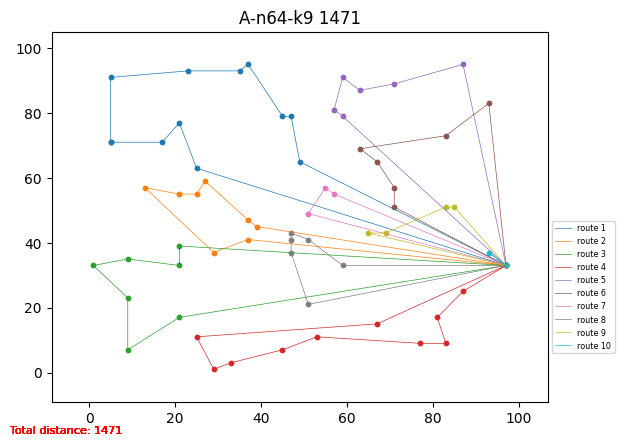 A-n64-k9 1471
100
80
60
40
20
0
0 20 40 60 80 100
route 1
route 2
route 3
route 4
route 5
route 6
route 7
route 8
route 9
route 10
Total distance: 1471